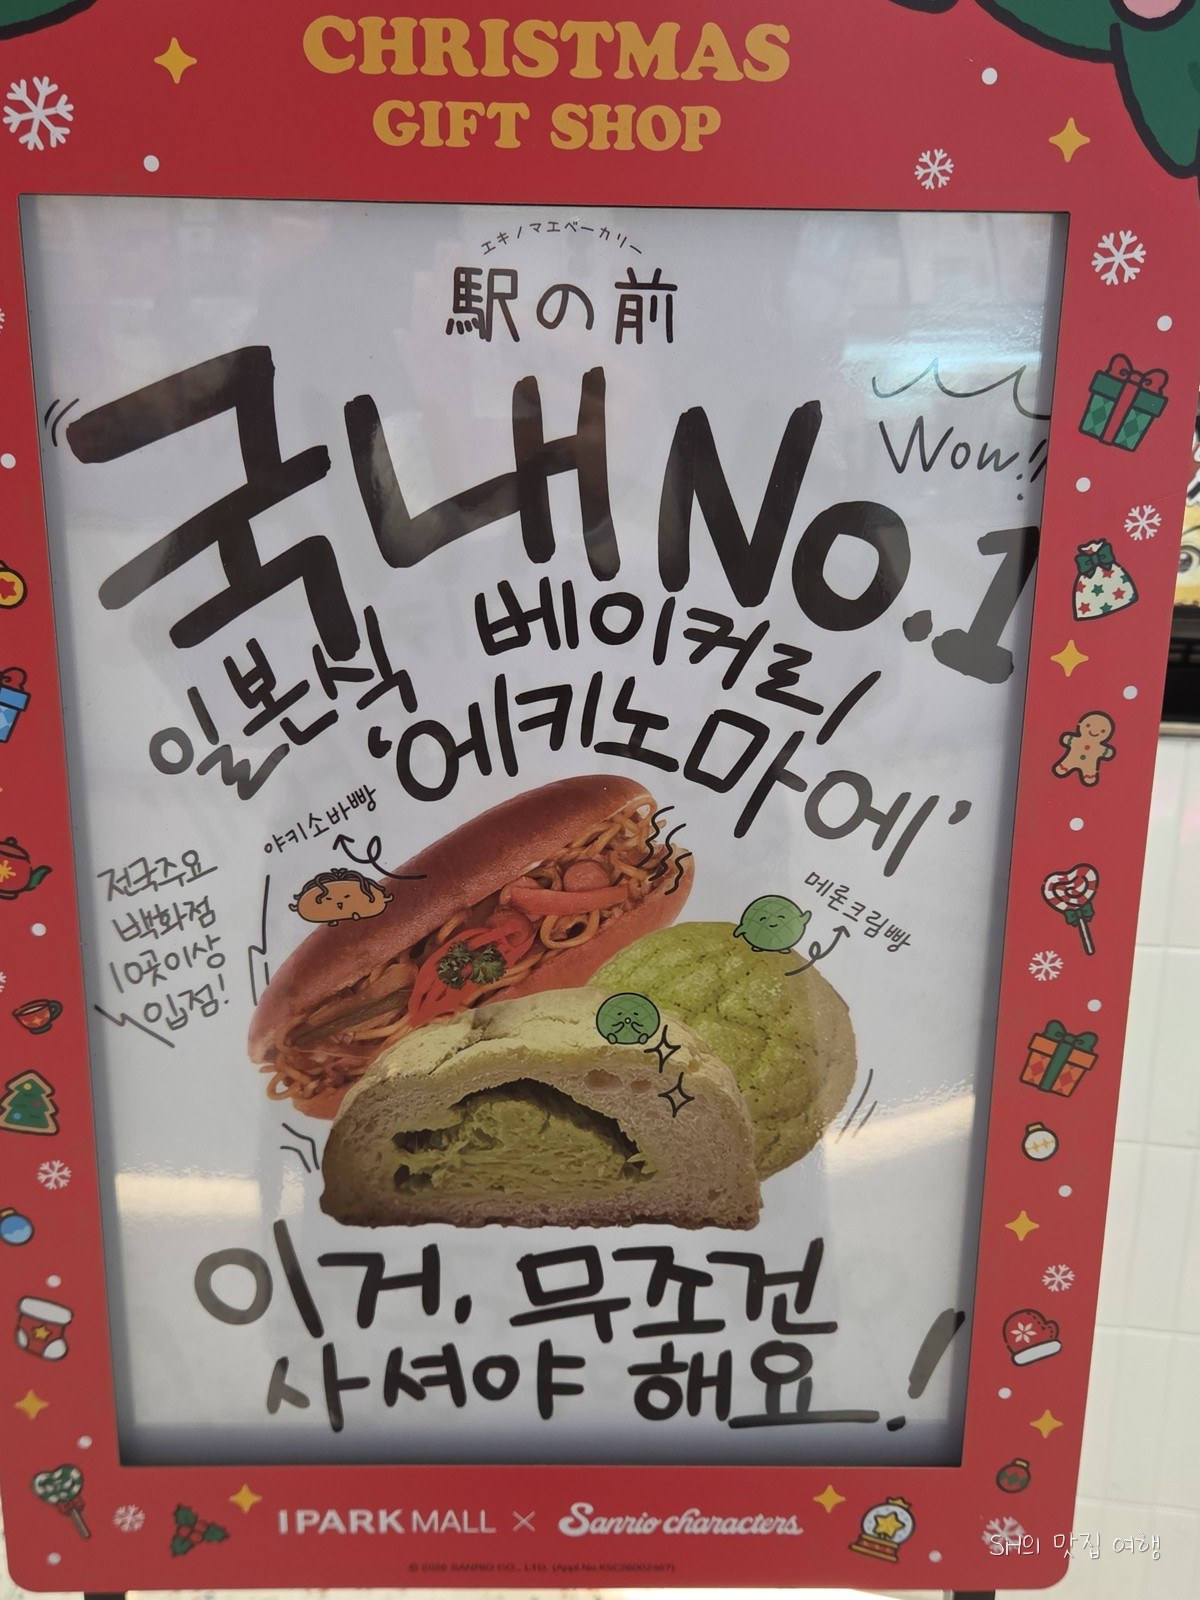 CHRISTMAS
GIFT SHOP
エキノマエベーカリー
駅の前
Wow!!
국내 No.1
일본식 베이커리
'에키노마에'
야키소바빵
메론크림빵
전국주요
백화점
10곳이상
입점!
이거, 무조건
사셔야 해요!
IPARK MALL × Sanrio characters
SH의 맛집 여행